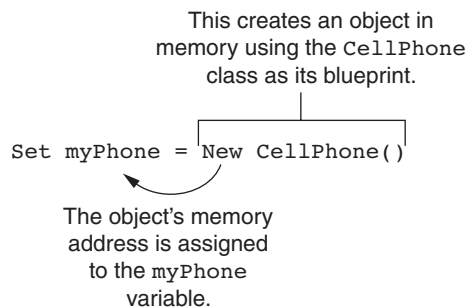 This creates an object in
memory using the CellPhone
class as its blueprint.
Set myPhone = New CellPhone()
The object's memory
address is assigned
to the myPhone
variable.